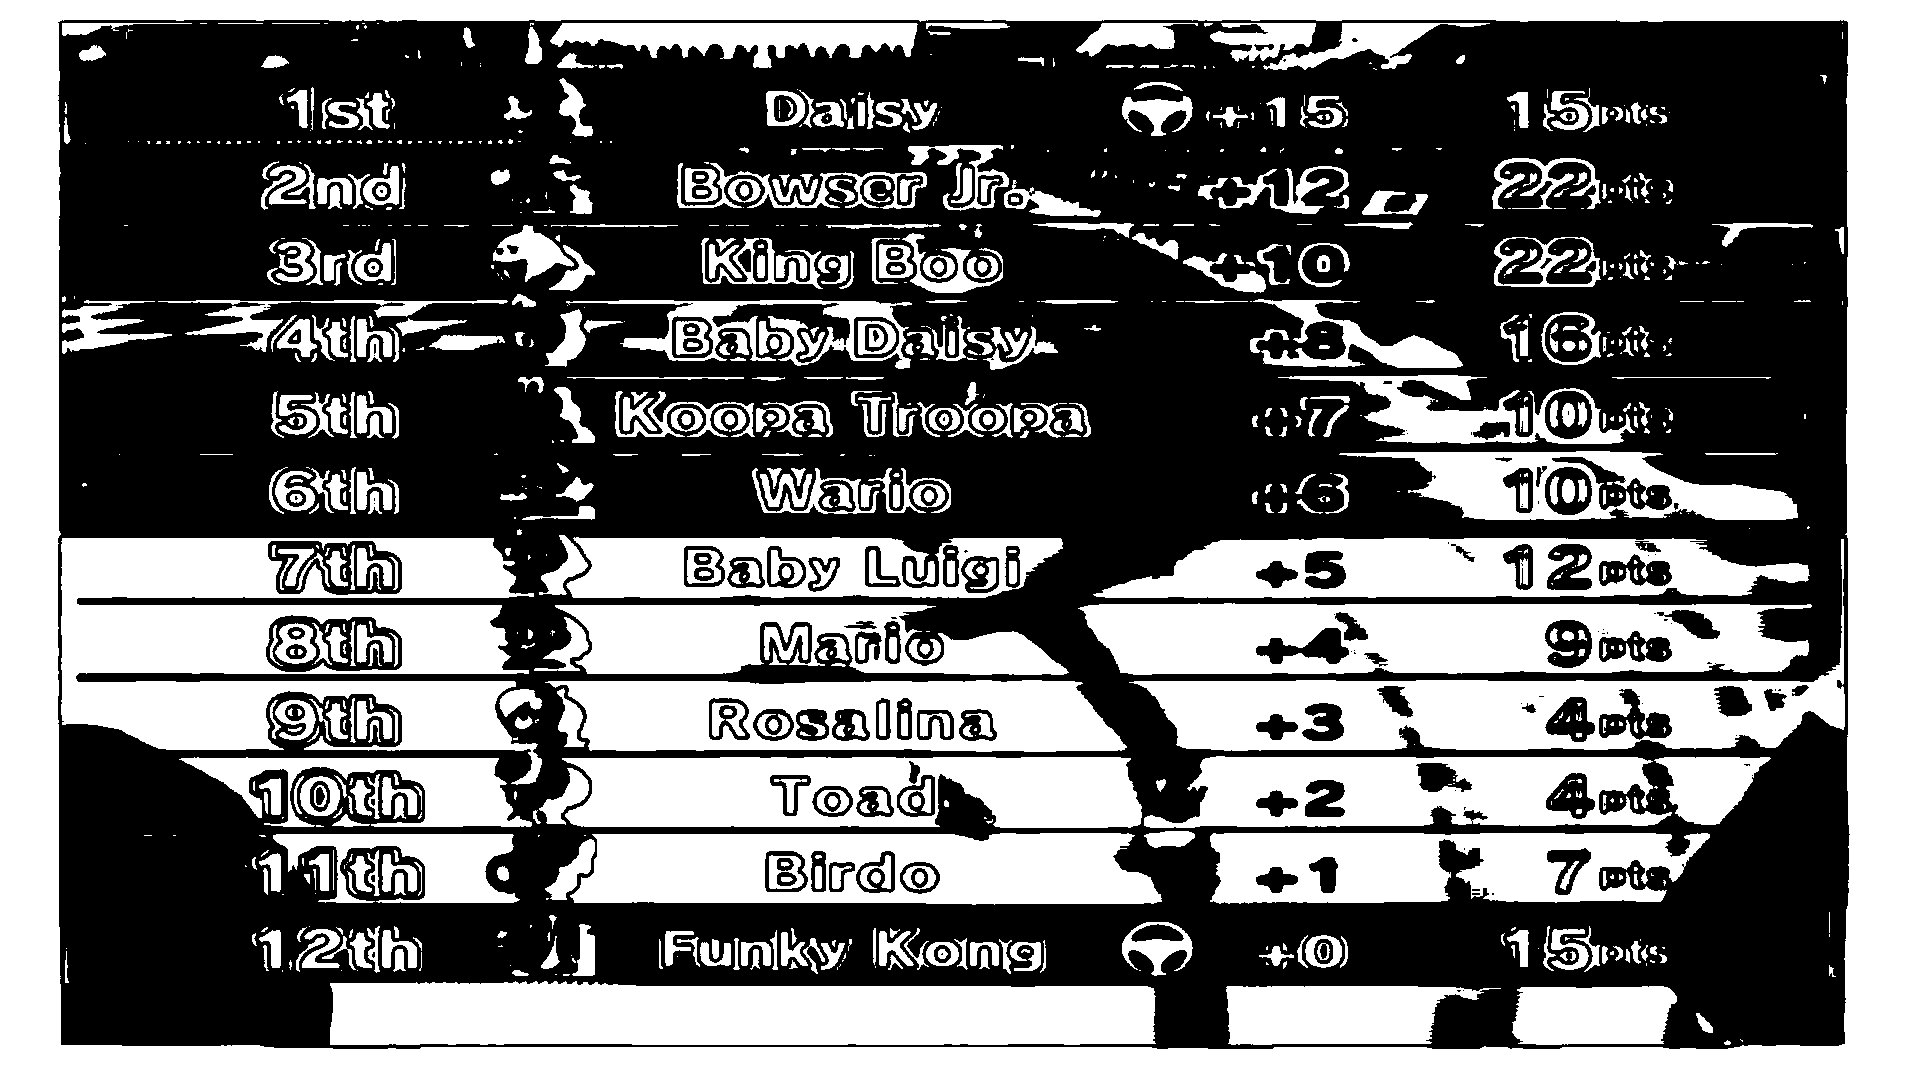 1st Daisy +15 15pts
2nd Bowser Jr. +12 22pts
3rd King Boo +10 22pts
4th Baby Daisy +8 16pts
5th Koopa Troopa +7 10pts
6th Wario +6 10pts
7th Baby Luigi +5 12pts
8th Mario +4 9pts
9th Rosalina +3 4pts
10th Toad +2 4pts
11th Birdo +1 7pts
12th Funky Kong +0 15pts